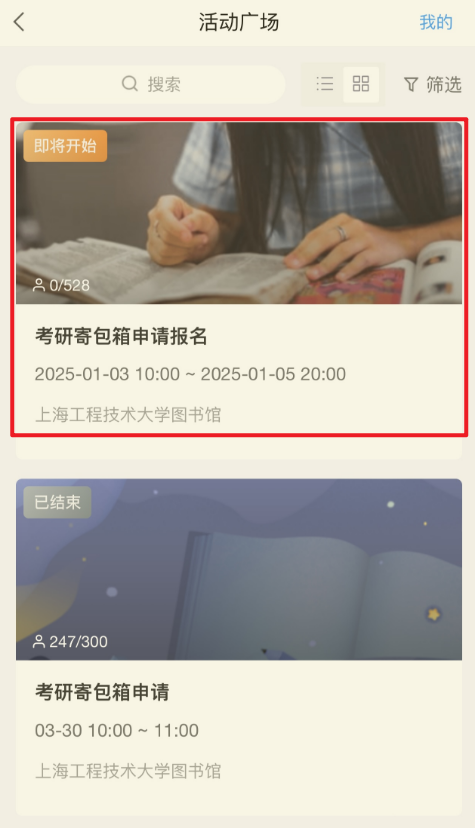 活动广场
我的
搜索
筛选
即将开始
0/528
考研寄包箱申请报名
2025-01-03 10:00 ~ 2025-01-05 20:00
上海工程技术大学图书馆
已结束
247/300
考研寄包箱申请
03-30 10:00 ~ 11:00
上海工程技术大学图书馆